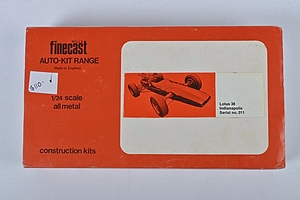 finecast
AUTO-KIT RANGE
Made in England
1/24 scale
all metal
construction kits
Lotus 38
Indianapolis
Serial no. 011